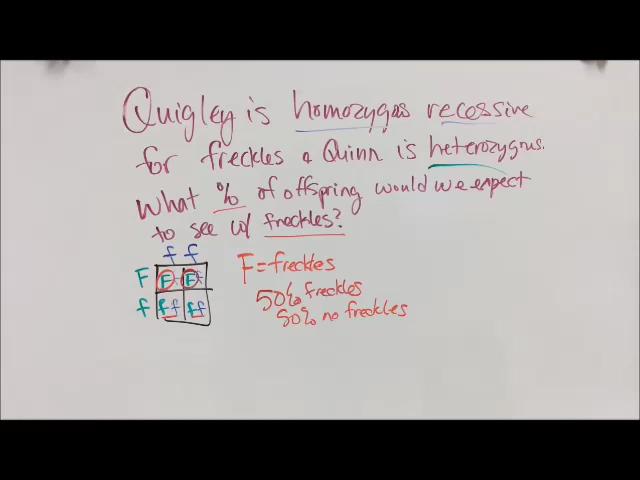 Quigley is homozygos recessive
for freckles & Quinn is heterozygous.
What % of offspring would we expect
to see w/ freckles?
f f
F Ff Ff
f ff ff
F = freckles
50% freckles
50% no freckles